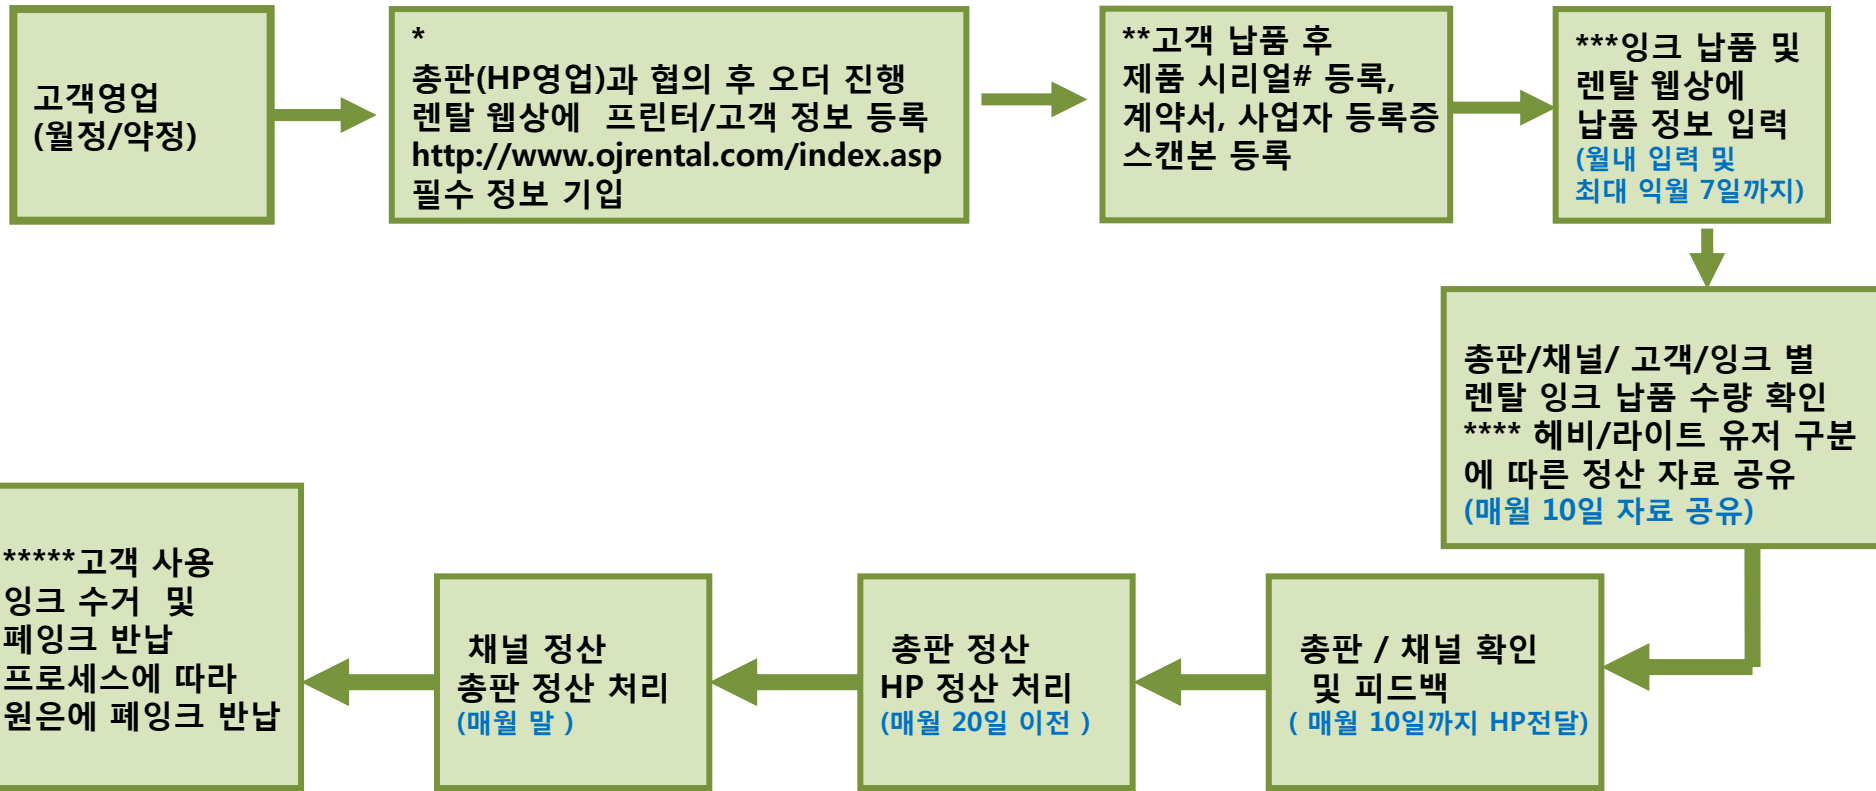 고객영업
(월정/약정)
*
총판(HP영업)과 협의 후 오더 진행
렌탈 웹상에 프린터/고객 정보 등록
http://www.ojrental.com/index.asp
필수 정보 기입
**고객 납품 후
제품 시리얼# 등록,
계약서, 사업자 등록증
스캔본 등록
***잉크 납품 및
렌탈 웹상에
납품 정보 입력
(월내 입력 및
최대 익월 7일까지)
총판/채널/ 고객/잉크 별
렌탈 잉크 납품 수량 확인
**** 헤비/라이트 유저 구분
에 따른 정산 자료 공유
(매월 10일 자료 공유)
총판 / 채널 확인
및 피드백
( 매월 10일까지 HP전달)
총판 정산
HP 정산 처리
(매월 20일 이전 )
채널 정산
총판 정산 처리
(매월 말 )
*****고객 사용
잉크 수거 및
폐잉크 반납
프로세스에 따라
원은에 폐잉크 반납